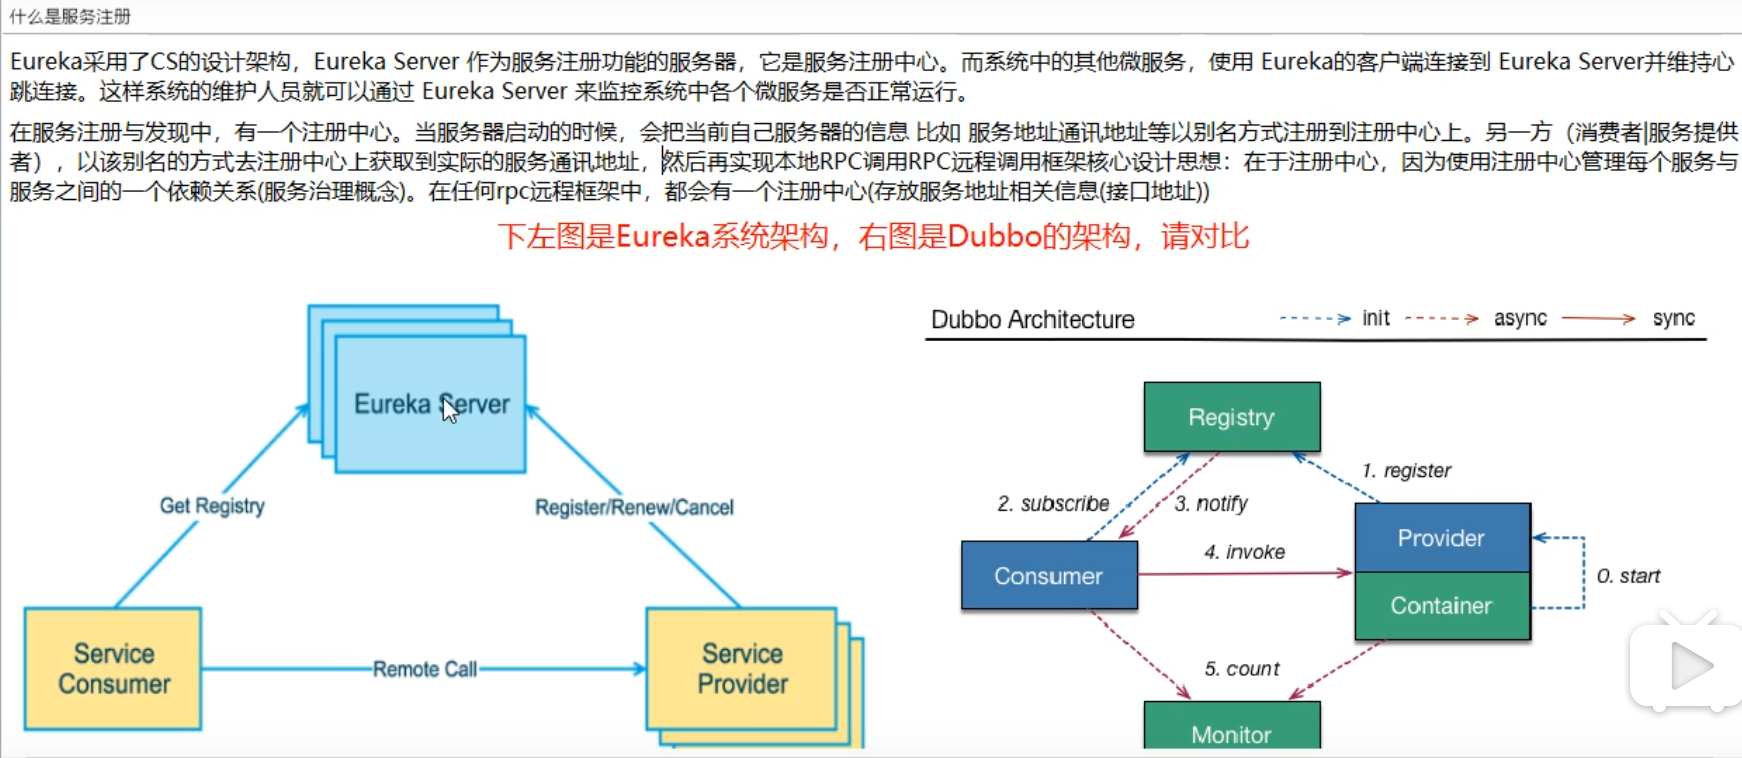 什么是服务注册
Eureka采用了CS的设计架构，Eureka Server 作为服务注册功能的服务器，它是服务注册中心。而系统中的其他微服务，使用 Eureka的客户端连接到 Eureka Server并维持心
跳连接。这样系统的维护人员就可以通过 Eureka Server 来监控系统中各个微服务是否正常运行。
在服务注册与发现中，有一个注册中心。当服务器启动的时候，会把当前自己服务器的信息 比如 服务地址通讯地址等以别名方式注册到注册中心上。另一方（消费者|服务提供
者），以该别名的方式去注册中心上获取到实际的服务通讯地址，然后再实现本地RPC调用RPC远程调用框架核心设计思想：在于注册中心，因为使用注册中心管理每个服务与
服务之间的一个依赖关系(服务治理概念)。在任何rpc远程框架中，都会有一个注册中心(存放服务地址相关信息(接口地址))
下左图是Eureka系统架构，右图是Dubbo的架构，请对比
Eureka Server
Get Registry
Register/Renew/Cancel
Service
Consumer
Remote Call
Service
Provider
Dubbo Architecture
init
async
sync
Registry
1. register
2. subscribe
3. notify
Provider
4. invoke
Consumer
0. start
Container
5. count
Monitor